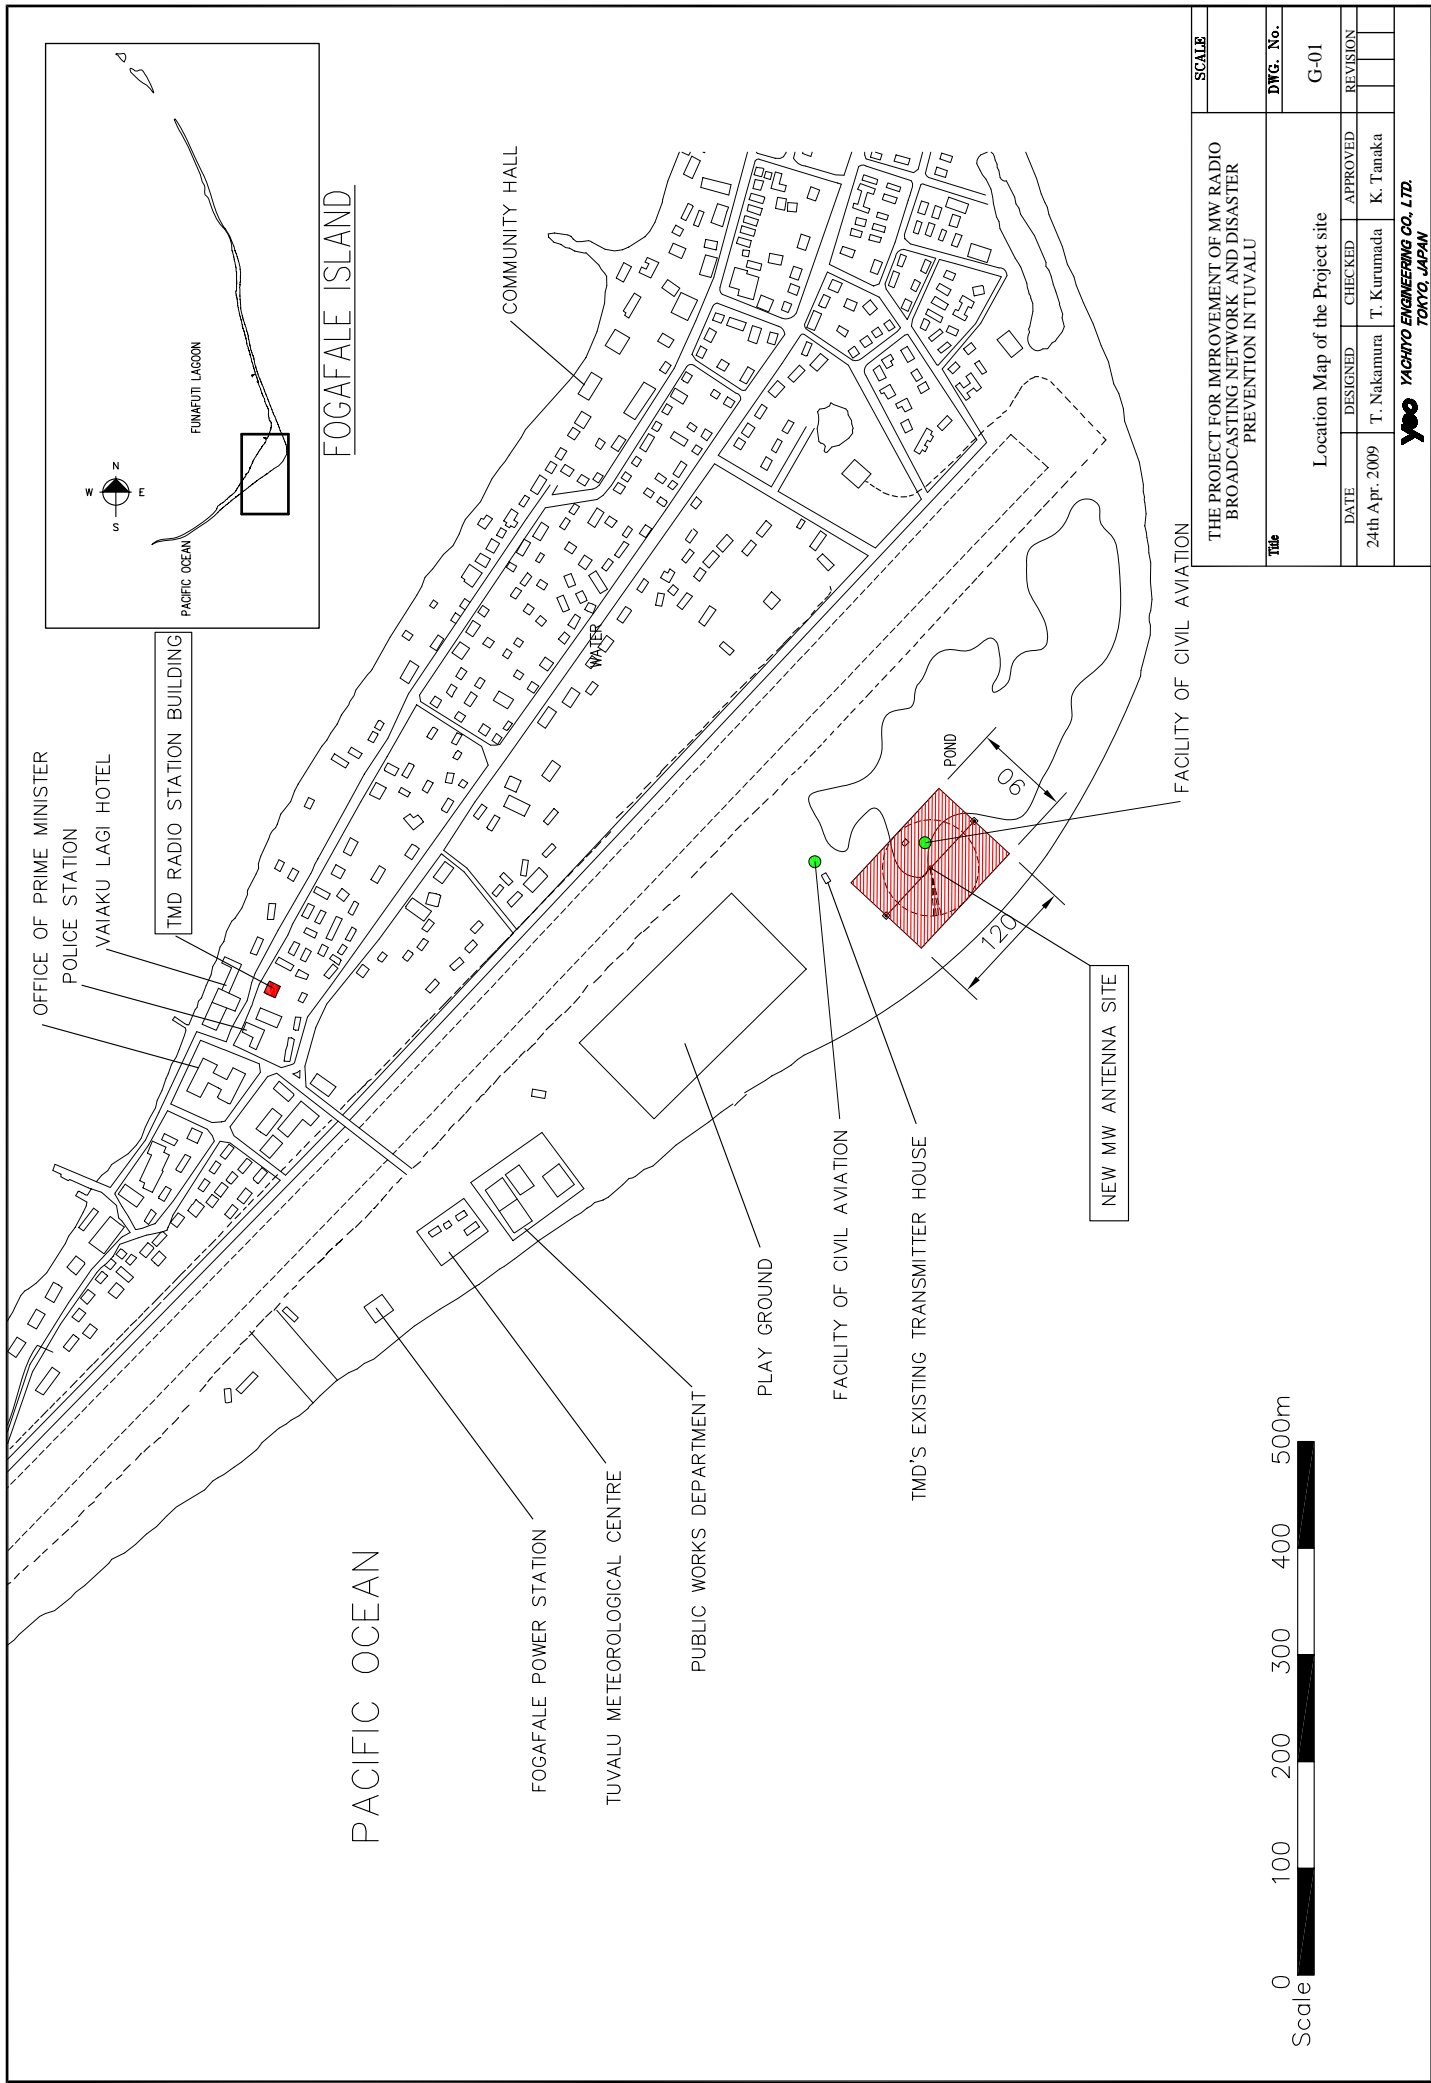 N
W
E
S
PACIFIC OCEAN
FUNAFUTI LAGOON
FOGAFALE ISLAND
OFFICE OF PRIME MINISTER
POLICE STATION
VAIAKU LAGI HOTEL
TMD RADIO STATION BUILDING
COMMUNITY HALL
WATER
PACIFIC OCEAN
FOGAFALE POWER STATION
TUVALU METEOROLOGICAL CENTRE
PUBLIC WORKS DEPARTMENT
PLAY GROUND
FACILITY OF CIVIL AVIATION
TMD'S EXISTING TRANSMITTER HOUSE
POND
90
120
NEW MW ANTENNA SITE
FACILITY OF CIVIL AVIATION
Scale
0 100 200 300 400 500m
THE PROJECT FOR IMPROVEMENT OF MW RADIO
BROADCASTING NETWORK AND DISASTER
PREVENTION IN TUVALU
SCALE
Title
Location Map of the Project site
DWG. No.
G-01
DATE DESIGNED CHECKED APPROVED REVISION
24th Apr. 2009 T. Nakamura T. Kurumada K. Tanaka
yeo YACHIYO ENGINEERING CO., LTD.
TOKYO, JAPAN